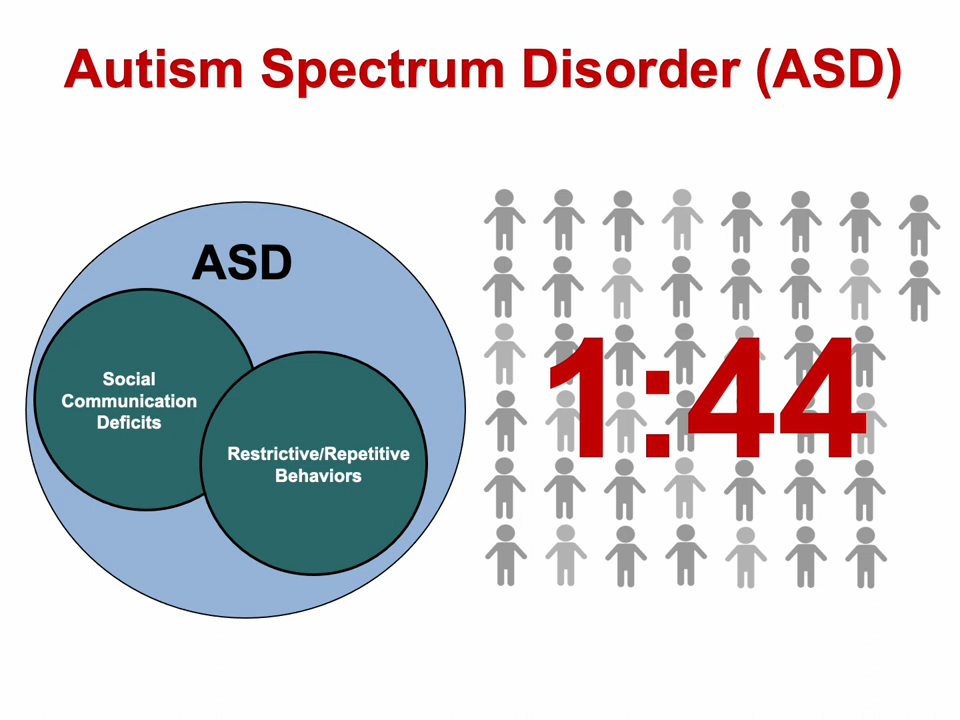 Autism Spectrum Disorder (ASD)
ASD
Social
Communication
Deficits
Restrictive/Repetitive
Behaviors
1:44